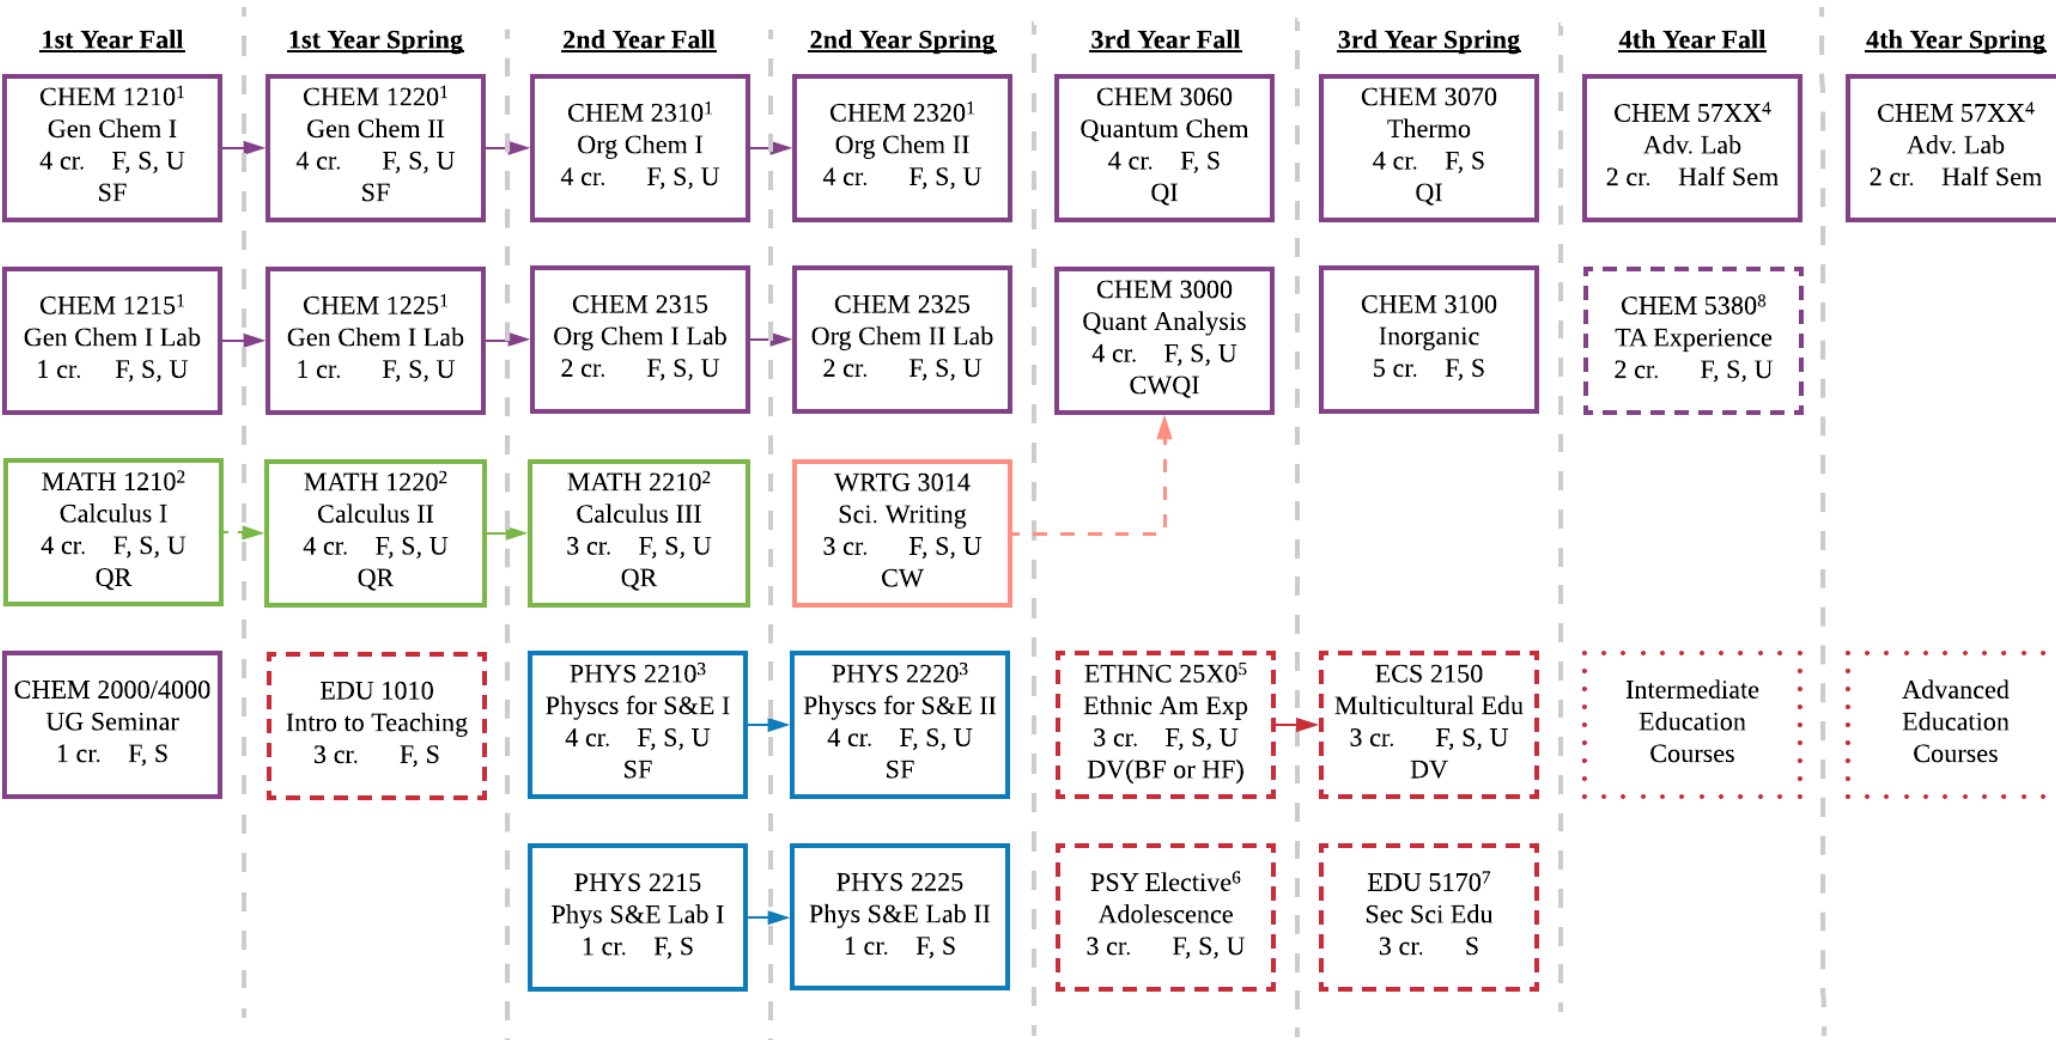 1st Year Fall
1st Year Spring
2nd Year Fall
2nd Year Spring
3rd Year Fall
3rd Year Spring
4th Year Fall
4th Year Spring
CHEM 1210¹
Gen Chem I
4 cr. F, S, U
SF
CHEM 1220¹
Gen Chem II
4 cr. F, S, U
SF
CHEM 2310¹
Org Chem I
4 cr. F, S, U
CHEM 2320¹
Org Chem II
4 cr. F, S, U
CHEM 3060
Quantum Chem
4 cr. F, S
QI
CHEM 3070
Thermo
4 cr. F, S
QI
CHEM 57XX⁴
Adv. Lab
2 cr. Half Sem
CHEM 57XX⁴
Adv. Lab
2 cr. Half Sem
CHEM 1215¹
Gen Chem I Lab
1 cr. F, S, U
CHEM 1225¹
Gen Chem I Lab
1 cr. F, S, U
CHEM 2315
Org Chem I Lab
2 cr. F, S, U
CHEM 2325
Org Chem II Lab
2 cr. F, S, U
CHEM 3000
Quant Analysis
4 cr. F, S, U
CWQI
CHEM 3100
Inorganic
5 cr. F, S
CHEM 5380⁸
TA Experience
2 cr. F, S, U
MATH 1210²
Calculus I
4 cr. F, S, U
QR
MATH 1220²
Calculus II
4 cr. F, S, U
QR
MATH 2210²
Calculus III
3 cr. F, S, U
QR
WRTG 3014
Sci. Writing
3 cr. F, S, U
CW
CHEM 2000/4000
UG Seminar
1 cr. F, S
EDU 1010
Intro to Teaching
3 cr. F, S
PHYS 2210³
Physcs for S&E I
4 cr. F, S, U
SF
PHYS 2220³
Physcs for S&E II
4 cr. F, S, U
SF
ETHNC 25X0⁵
Ethnic Am Exp
3 cr. F, S, U
DV(BF or HF)
ECS 2150
Multicultural Edu
3 cr. F, S, U
DV
Intermediate
Education
Courses
Advanced
Education
Courses
PHYS 2215
Phys S&E Lab I
1 cr. F, S
PHYS 2225
Phys S&E Lab II
1 cr. F, S
PSY Elective⁶
Adolescence
3 cr. F, S, U
EDU 5170⁷
Sec Sci Edu
3 cr. S